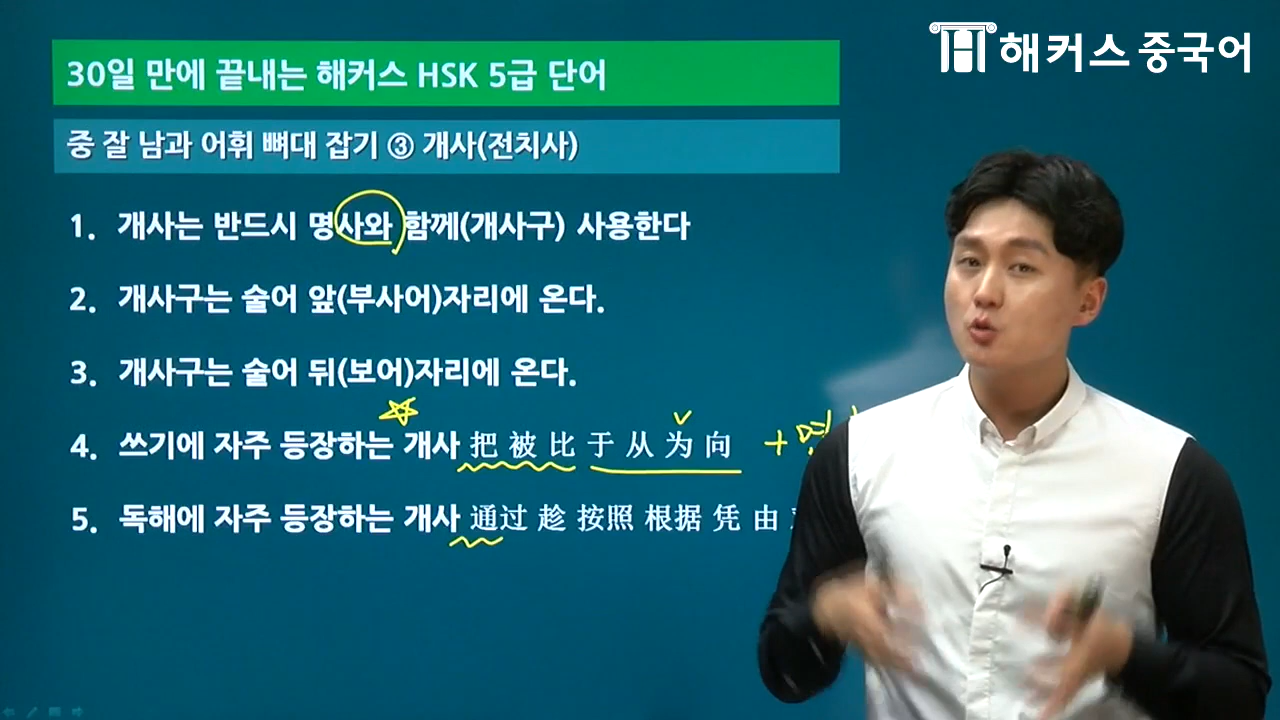 해커스 중국어
30일 만에 끝내는 해커스 HSK 5급 단어
중 잘 남과 어휘 뼈대 잡기 ③ 개사(전치사)
1. 개사는 반드시 명사와 함께(개사구) 사용한다
2. 개사구는 술어 앞(부사어)자리에 온다.
3. 개사구는 술어 뒤(보어)자리에 온다.
4. 쓰기에 자주 등장하는 개사 把 被 比 于 从 为 向 +
5. 독해에 자주 등장하는 개사 通过 趁 按照 根据 凭 由